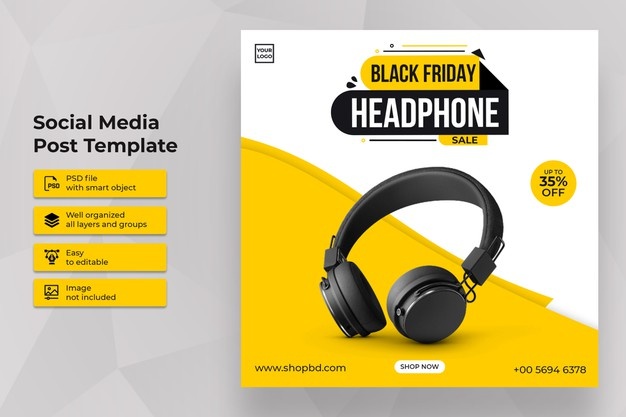 Social Media
Post Template
PSD
PSD file
with smart object
Well organized
all layers and groups
Easy
to editable
Image
not included
YOUR
LOGO
BLACK FRIDAY
HEADPHONE
SALE
UP TO
35%
OFF
www.shopbd.com
SHOP NOW
+00 5694 6378